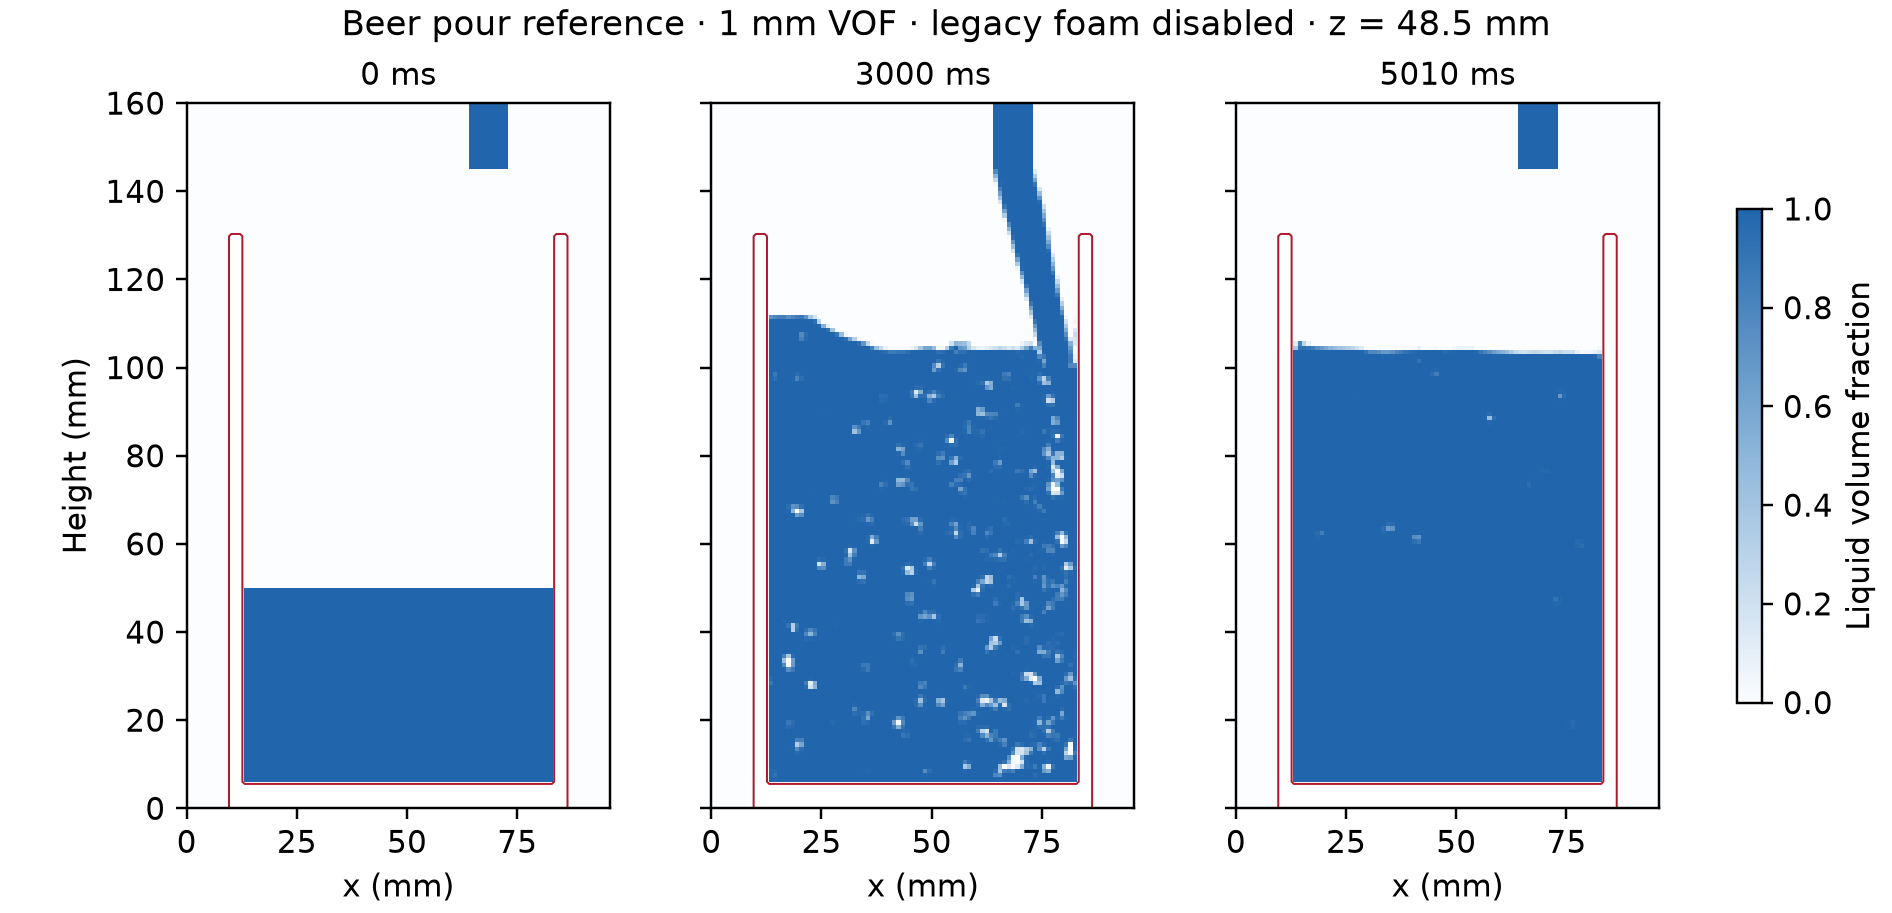 Beer pour reference · 1 mm VOF · legacy foam disabled · z = 48.5 mm
0 ms
3000 ms
5010 ms
Height (mm)
160
140
120
100
80
60
40
20
0
0 25 50 75
0 25 50 75
0 25 50 75
x (mm)
x (mm)
x (mm)
1.0
0.8
0.6
0.4
0.2
0.0
Liquid volume fraction